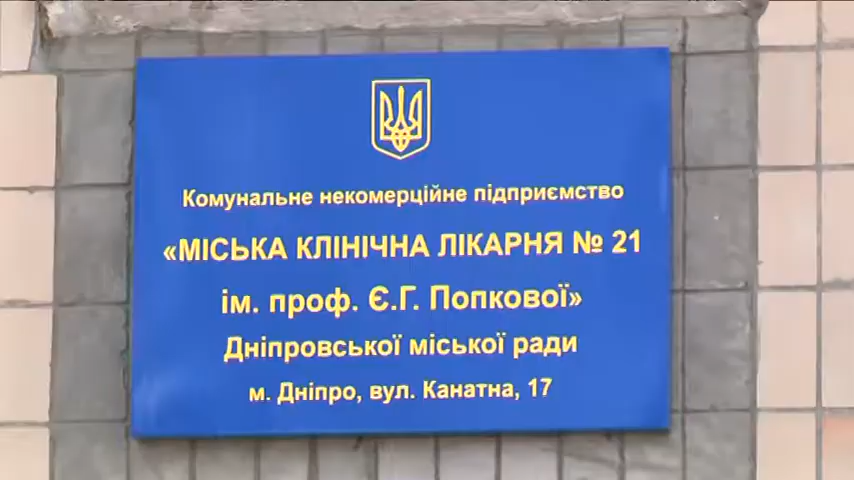 Комунальне некомерційне підприємство
«МІСЬКА КЛІНІЧНА ЛІКАРНЯ № 21
ім. проф. Є.Г. Попкової»
Дніпровської міської ради
м. Дніпро, вул. Канатна, 17